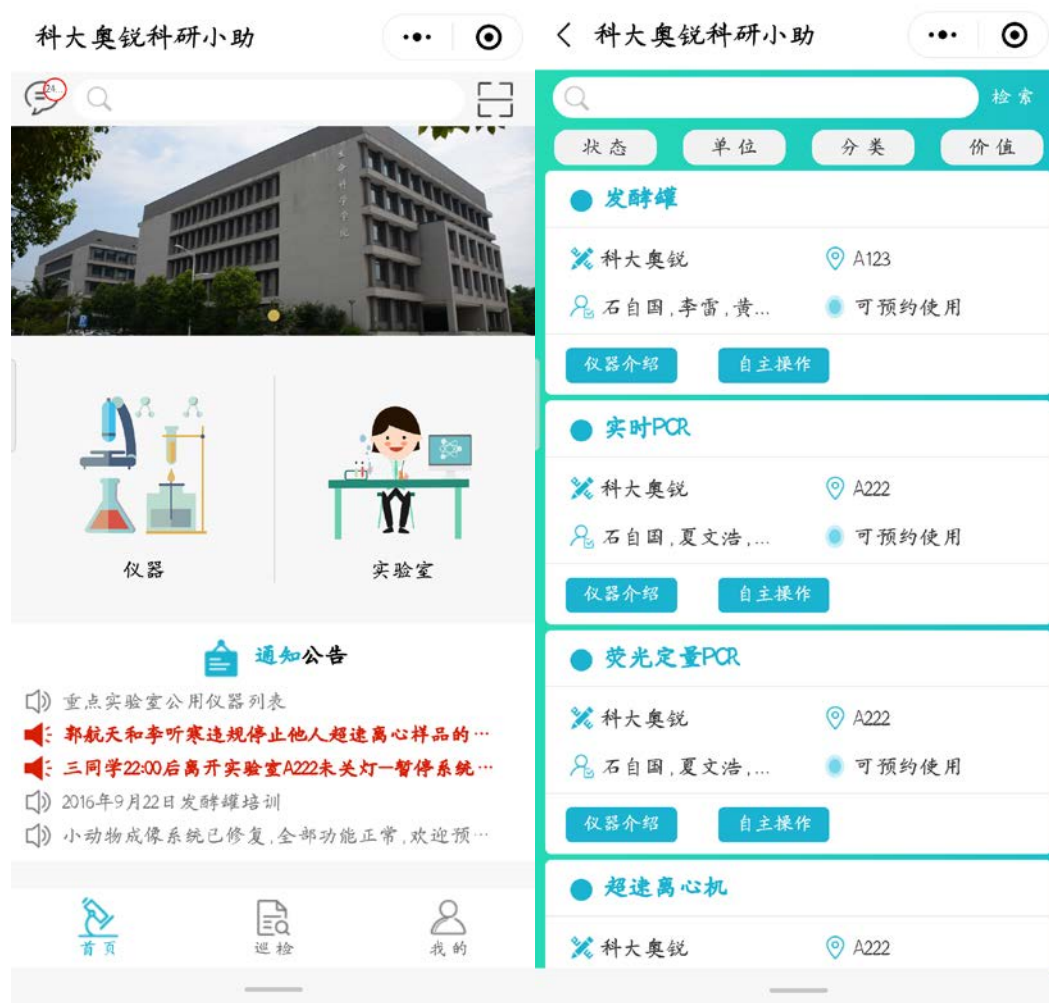 科大奥锐科研小助
24...
生命科学学院
仪器
实验室
通知公告
重点实验室公用仪器列表
郭航天和李听寒违规停止他人超速离心样品的…
三同学22:00后离开实验室A222未关灯—暂停系统…
2016年9月22日发酵罐培训
小动物成像系统已修复,全部功能正常,欢迎预…
首页
巡检
我的
科大奥锐科研小助
检索
状态
单位
分类
价值
发酵罐
科大奥锐
A123
石自国,李雷,黄...
可预约使用
仪器介绍
自主操作
实时PCR
科大奥锐
A222
石自国,夏文浩,...
可预约使用
仪器介绍
自主操作
荧光定量PCR
科大奥锐
A222
石自国,夏文浩,...
可预约使用
仪器介绍
自主操作
超速离心机
科大奥锐
A222